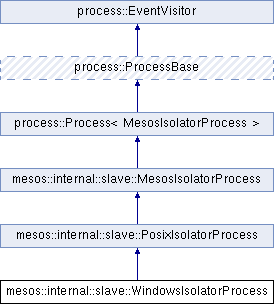 process::EventVisitor
process::ProcessBase
process::Process< MesosIsolatorProcess >
mesos::internal::slave::MesosIsolatorProcess
mesos::internal::slave::PosixIsolatorProcess
mesos::internal::slave::WindowsIsolatorProcess